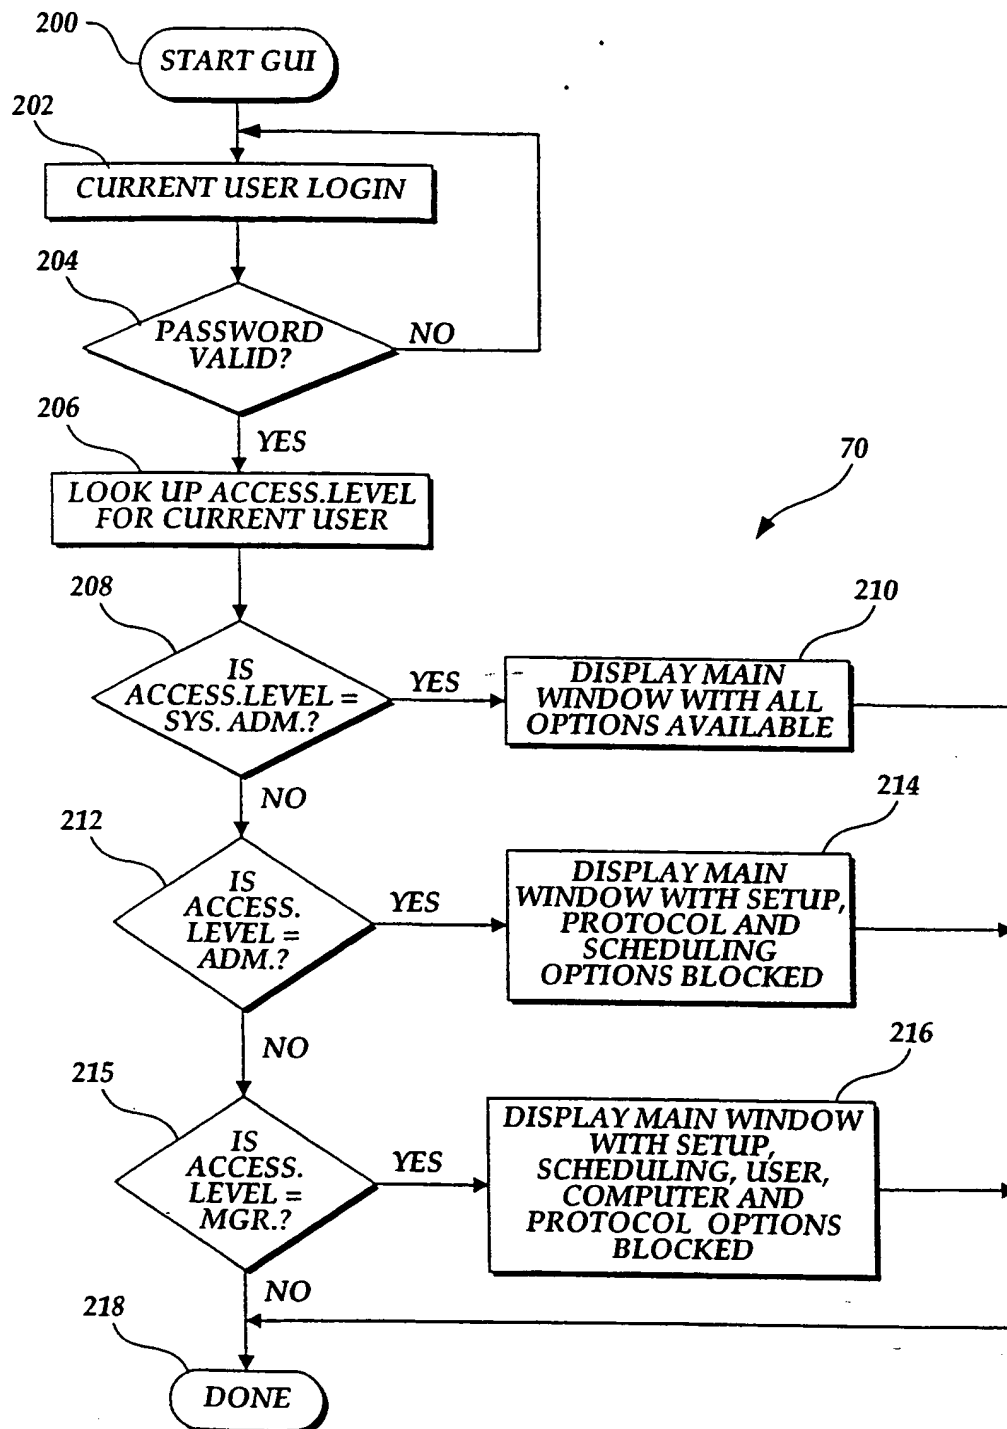 200
START GUI
202
CURRENT USER LOGIN
204
PASSWORD
VALID?
NO
206
YES
LOOK UP ACCESS.LEVEL
FOR CURRENT USER
70
208
IS
ACCESS.LEVEL =
SYS. ADM.?
YES
210
DISPLAY MAIN
WINDOW WITH ALL
OPTIONS AVAILABLE
NO
212
IS
ACCESS.
LEVEL =
ADM.?
YES
214
DISPLAY MAIN
WINDOW WITH SETUP,
PROTOCOL AND
SCHEDULING
OPTIONS BLOCKED
NO
215
IS
ACCESS.
LEVEL =
MGR.?
YES
216
DISPLAY MAIN WINDOW
WITH SETUP,
SCHEDULING, USER,
COMPUTER AND
PROTOCOL OPTIONS
BLOCKED
NO
218
DONE